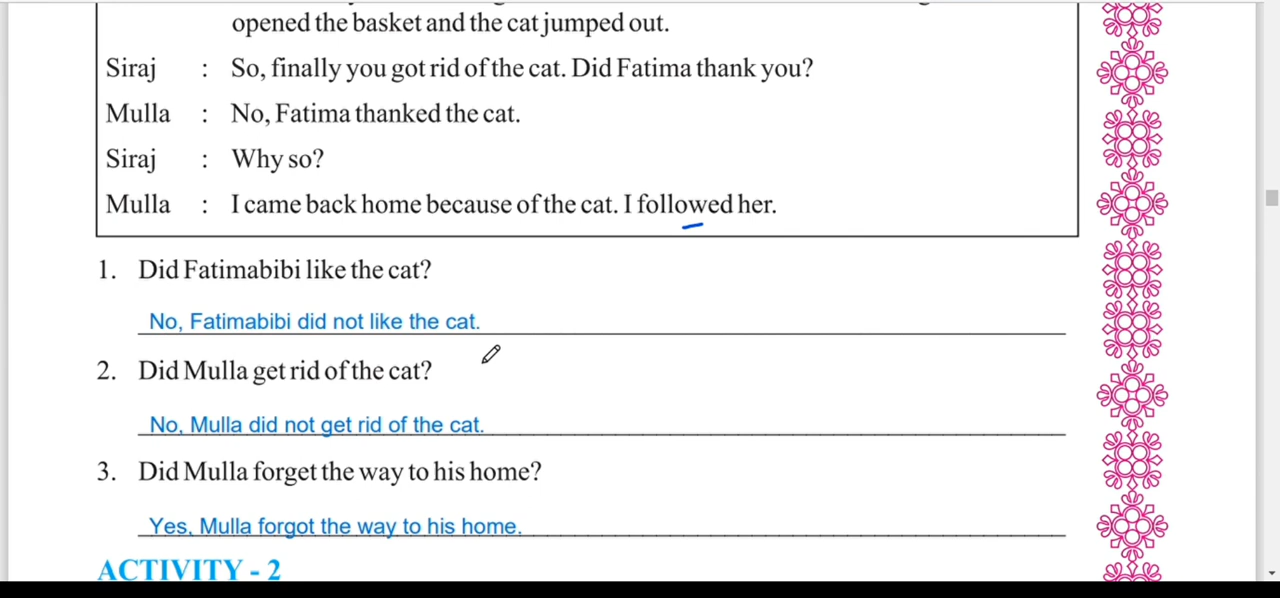 opened the basket and the cat jumped out.
Siraj : So, finally you got rid of the cat. Did Fatima thank you?
Mulla : No, Fatima thanked the cat.
Siraj : Why so?
Mulla : I came back home because of the cat. I followed her.
1. Did Fatimabibi like the cat?
No, Fatimabibi did not like the cat.
2. Did Mulla get rid of the cat?
No, Mulla did not get rid of the cat.
3. Did Mulla forget the way to his home?
Yes, Mulla forgot the way to his home.
ACTIVITY - 2